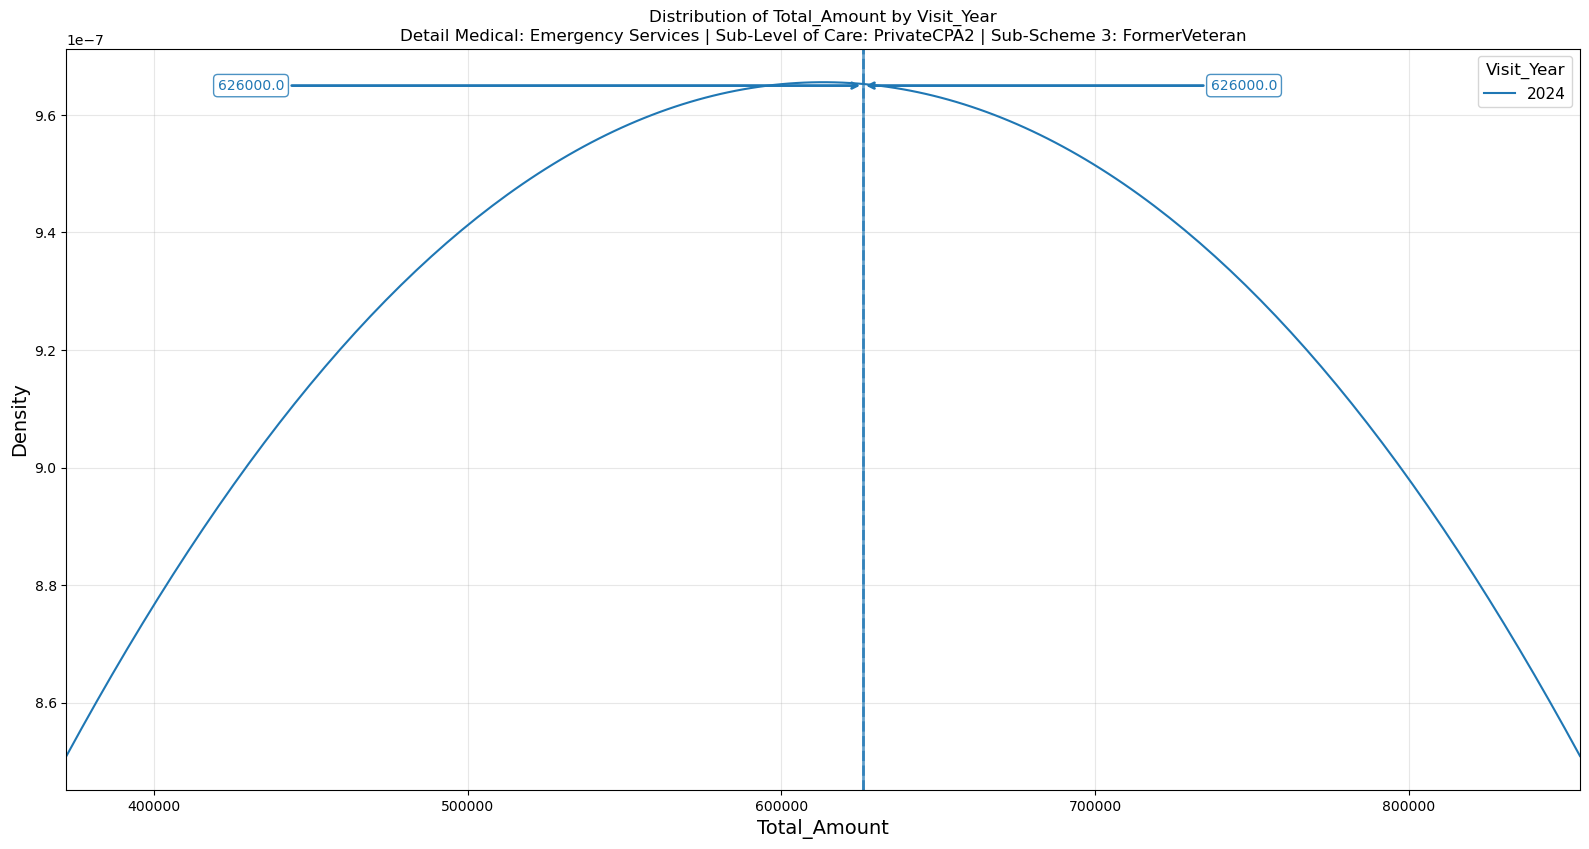 Distribution of Total_Amount by Visit_Year
Detail Medical: Emergency Services | Sub-Level of Care: PrivateCPA2 | Sub-Scheme 3: FormerVeteran
1e−7
Visit_Year
2024
626000.0
626000.0
9.6
9.4
9.2
9.0
8.8
8.6
Density
400000
500000
600000
700000
800000
Total_Amount